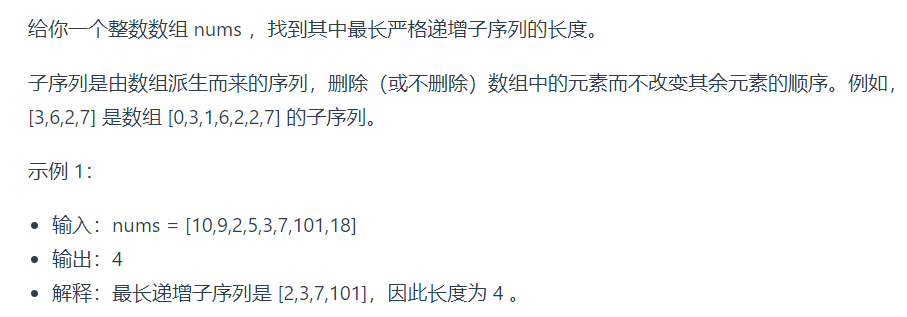 给你一个整数数组 nums ，找到其中最长严格递增子序列的长度。
子序列是由数组派生而来的序列，删除（或不删除）数组中的元素而不改变其余元素的顺序。例如，
[3,6,2,7] 是数组 [0,3,1,6,2,2,7] 的子序列。
示例 1：
• 输入：nums = [10,9,2,5,3,7,101,18]
• 输出：4
• 解释：最长递增子序列是 [2,3,7,101]，因此长度为 4 。